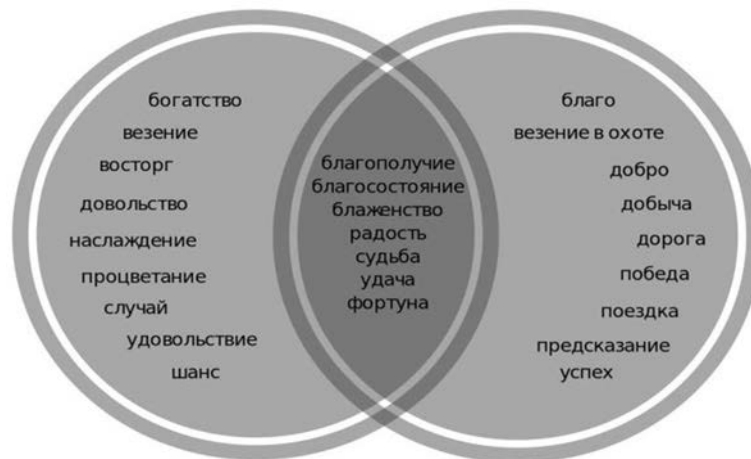 богатство
везение
восторг
довольство
наслаждение
процветание
случай
удовольствие
шанс
благополучие
благосостояние
блаженство
радость
судьба
удача
фортуна
благо
везение в охоте
добро
добыча
дорога
победа
поездка
предсказание
успех